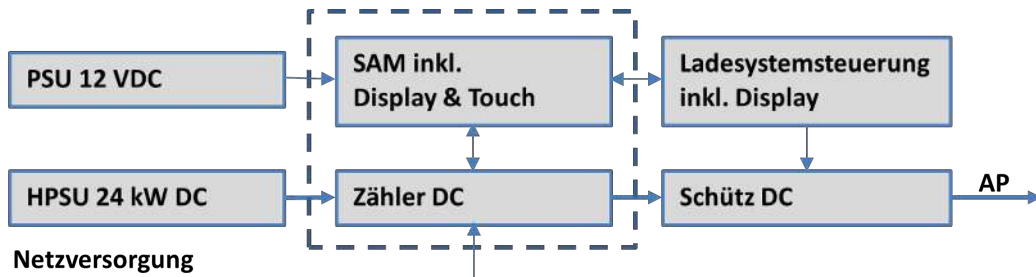 PSU 12 VDC
SAM inkl.
Display & Touch
Ladesystemsteuerung
inkl. Display
HPSU 24 kW DC
Zähler DC
Schütz DC
AP
Netzversorgung